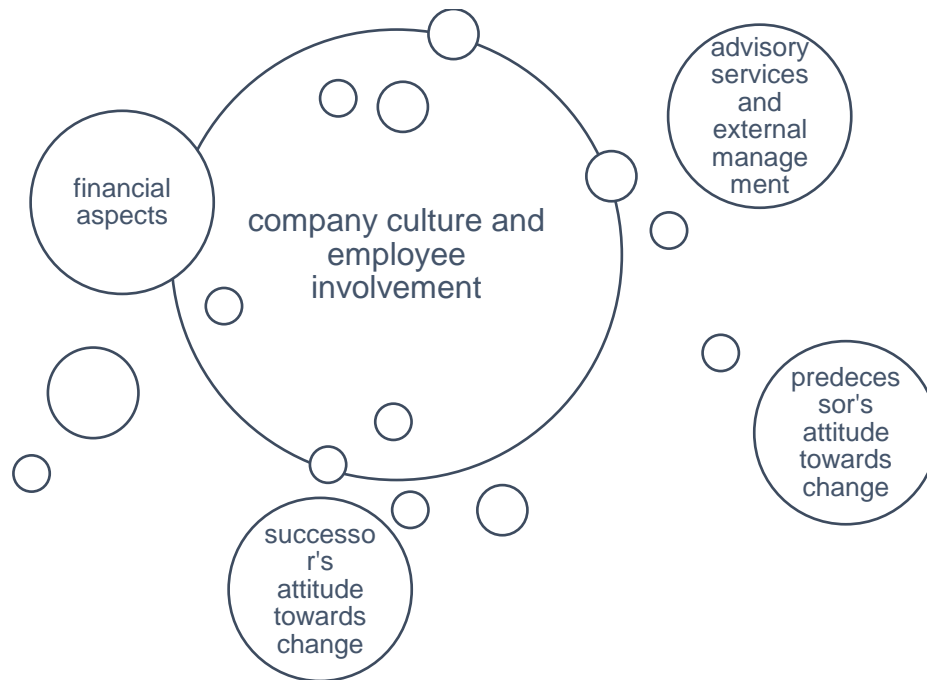 advisory
services
and
external
manage
ment
financial
aspects
company culture and
employee
involvement
predeces
sor's
attitude
towards
change
successo
r's
attitude
towards
change